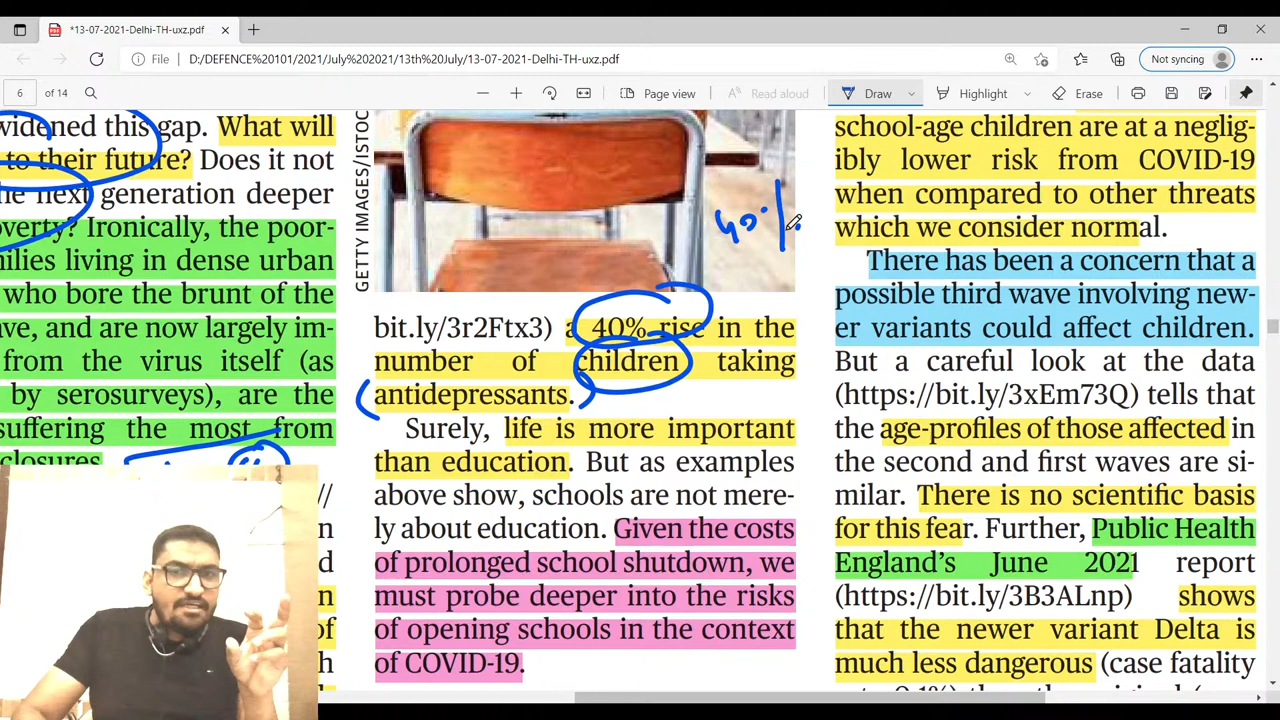 *13-07-2021-Delhi-TH-uxz.pdf
File
D:/DEFENCE%20101/2021/July%202021/13th%20July/13-07-2021-Delhi-TH-uxz.pdf
Not syncing
6 of 14
Page view
Read aloud
Draw
Highlight
Erase
widened this gap. What will
to their future? Does it not
he next generation deeper
overty? Ironically, the poor-
milies living in dense urban
who bore the brunt of the
ave, and are now largely im-
from the virus itself (as
by serosurveys), are the
suffering the most from
closures
GETTY IMAGES/ISTOC
40%
bit.ly/3r2Ftx3) a 40% rise in the
number of children taking
antidepressants.
Surely, life is more important
than education. But as examples
above show, schools are not mere-
ly about education. Given the costs
of prolonged school shutdown, we
must probe deeper into the risks
of opening schools in the context
of COVID-19.
school-age children are at a neglig-
ibly lower risk from COVID-19
when compared to other threats
which we consider normal.
There has been a concern that a
possible third wave involving new-
er variants could affect children.
But a careful look at the data
(https://bit.ly/3xEm73Q) tells that
the age-profiles of those affected in
the second and first waves are si-
milar. There is no scientific basis
for this fear. Further, Public Health
England's June 2021 report
(https://bit.ly/3B3ALnp) shows
that the newer variant Delta is
much less dangerous (case fatality